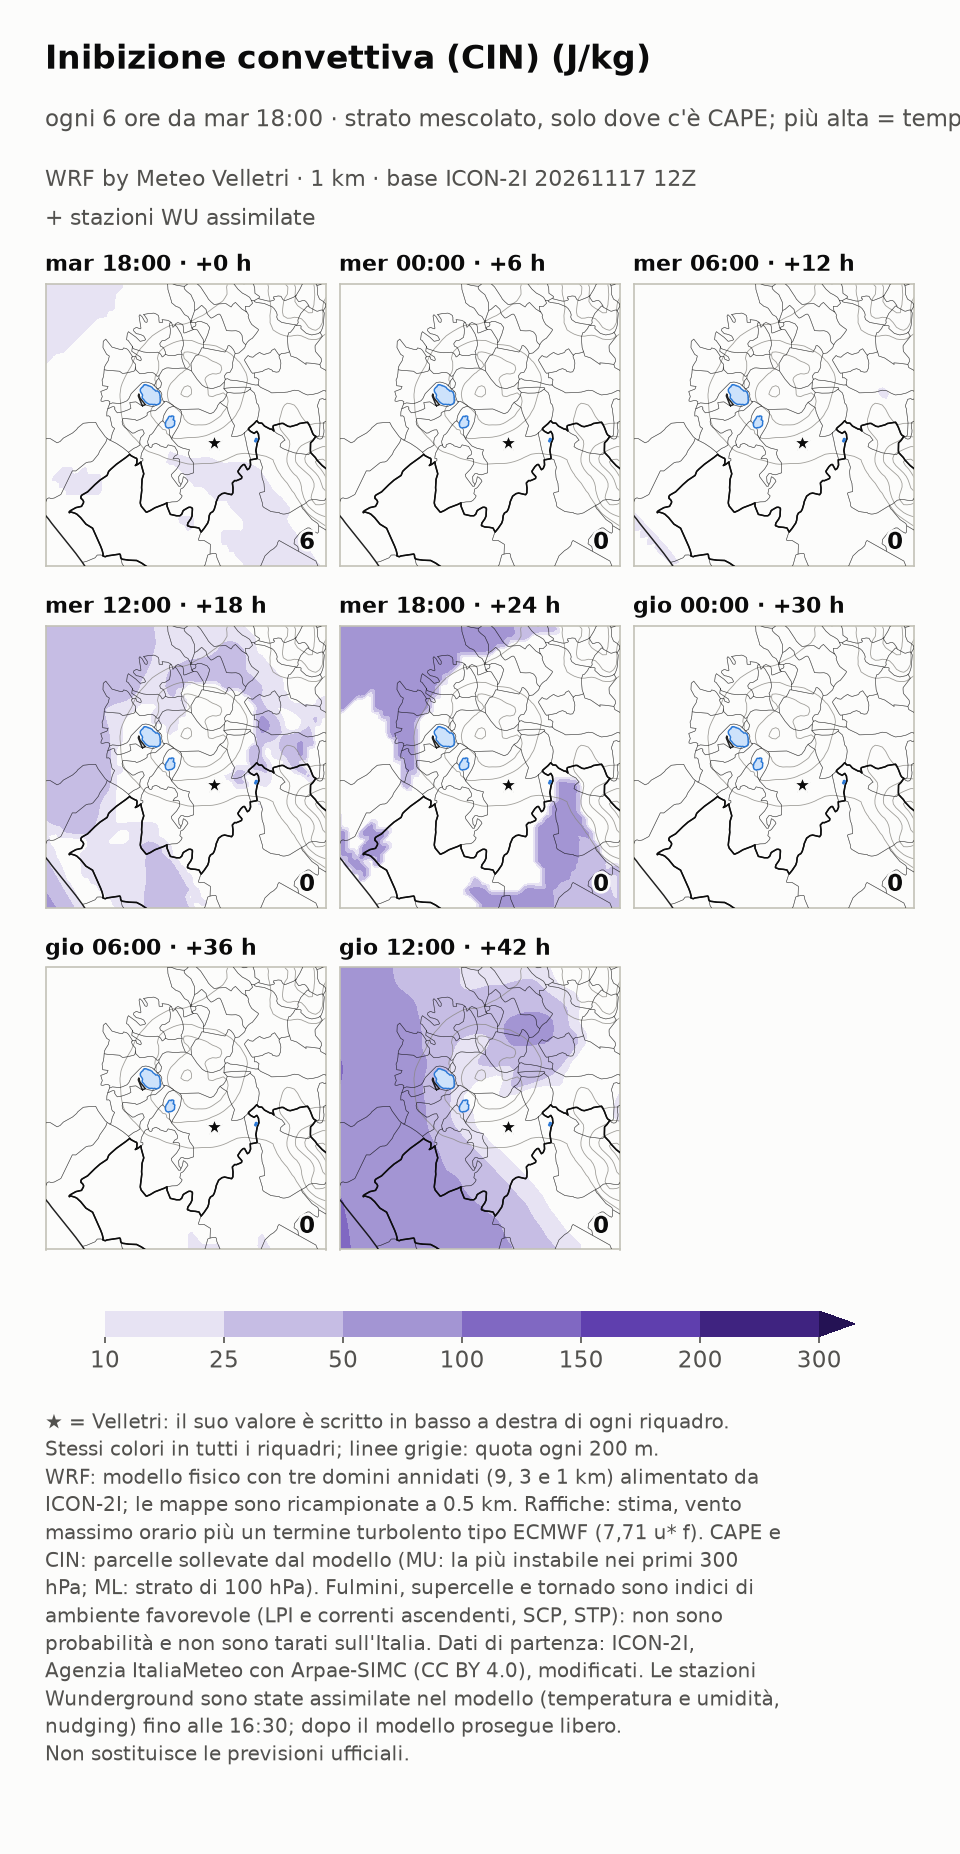 Inibizione convettiva (CIN) (J/kg)
ogni 6 ore da mar 18:00 · strato mescolato, solo dove c'è CAPE; più alta = temp
WRF by Meteo Velletri · 1 km · base ICON-2I 20261117 12Z
+ stazioni WU assimilate
mar 18:00 · +0 h
mer 00:00 · +6 h
mer 06:00 · +12 h
6
0
0
mer 12:00 · +18 h
mer 18:00 · +24 h
gio 00:00 · +30 h
0
0
0
gio 06:00 · +36 h
gio 12:00 · +42 h
0
0
10 25 50 100 150 200 300
★ = Velletri: il suo valore è scritto in basso a destra di ogni riquadro.
Stessi colori in tutti i riquadri; linee grigie: quota ogni 200 m.
WRF: modello fisico con tre domini annidati (9, 3 e 1 km) alimentato da
ICON-2I; le mappe sono ricampionate a 0.5 km. Raffiche: stima, vento
massimo orario più un termine turbolento tipo ECMWF (7,71 u* f). CAPE e
CIN: parcelle sollevate dal modello (MU: la più instabile nei primi 300
hPa; ML: strato di 100 hPa). Fulmini, supercelle e tornado sono indici di
ambiente favorevole (LPI e correnti ascendenti, SCP, STP): non sono
probabilità e non sono tarati sull'Italia. Dati di partenza: ICON-2I,
Agenzia ItaliaMeteo con Arpae-SIMC (CC BY 4.0), modificati. Le stazioni
Wunderground sono state assimilate nel modello (temperatura e umidità,
nudging) fino alle 16:30; dopo il modello prosegue libero.
Non sostituisce le previsioni ufficiali.